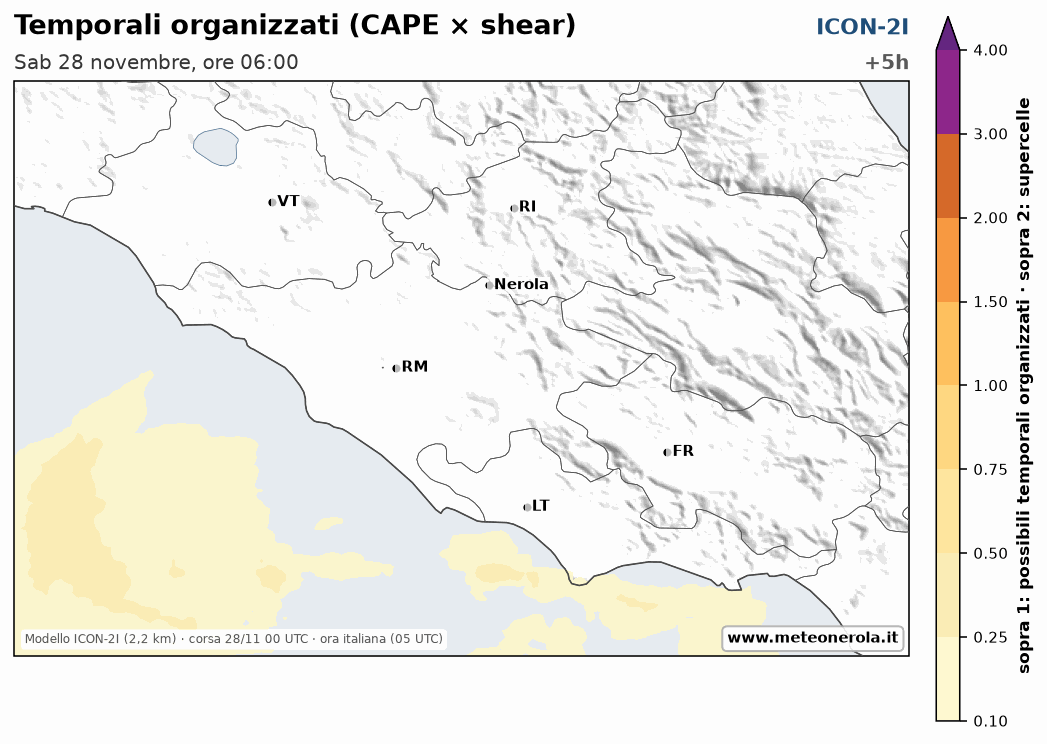 Temporali organizzati (CAPE × shear)
ICON-2I
Sab 28 novembre, ore 06:00
+5h
VT
RI
Nerola
RM
FR
LT
Modello ICON-2I (2,2 km) · corsa 28/11 00 UTC · ora italiana (05 UTC)
www.meteonerola.it
4.00
3.00
2.00
1.50
1.00
0.75
0.50
0.25
0.10
sopra 1: possibili temporali organizzati · sopra 2: supercelle